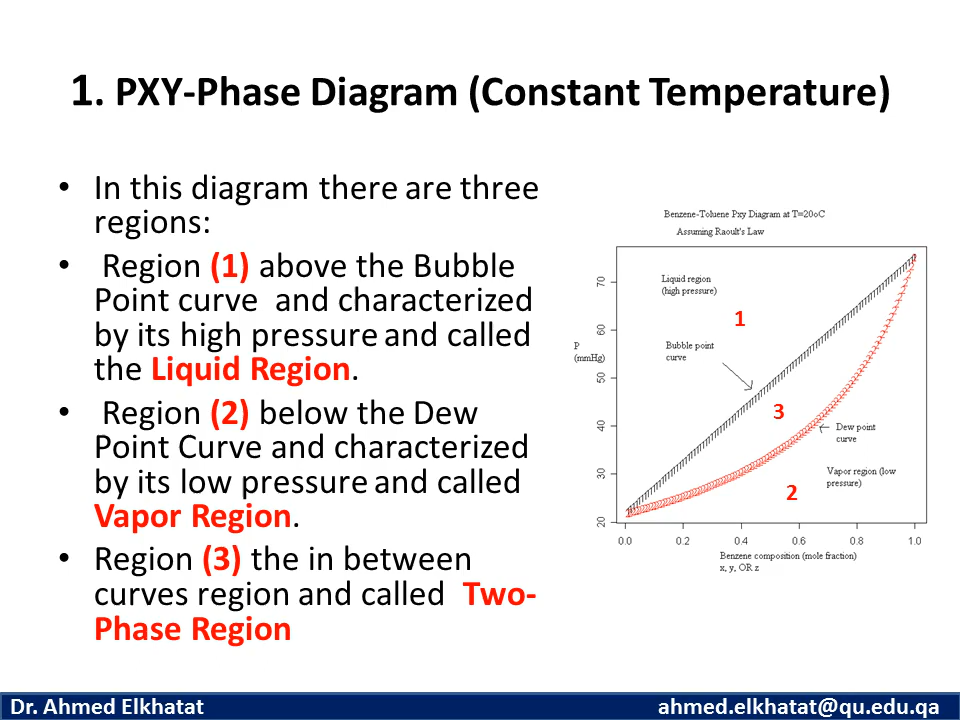 1. PXY-Phase Diagram (Constant Temperature)
• In this diagram there are three
regions:
• Region (1) above the Bubble
Point curve and characterized
by its high pressure and called
the Liquid Region.
• Region (2) below the Dew
Point Curve and characterized
by its low pressure and called
Vapor Region.
• Region (3) the in between
curves region and called Two-
Phase Region
Benzene-Toluene Pxy Diagram at T=20oC
Assuming Raoult's Law
Liquid region
(high pressure)
1
P
(mmHg)
Bubble point
curve
3
Dew point
curve
Vapor region (low
pressure)
2
70
60
50
40
30
20
0.0 0.2 0.4 0.6 0.8 1.0
Benzene composition (mole fraction)
x, y, OR z
Dr. Ahmed Elkhatat ahmed.elkhatat@qu.edu.qa